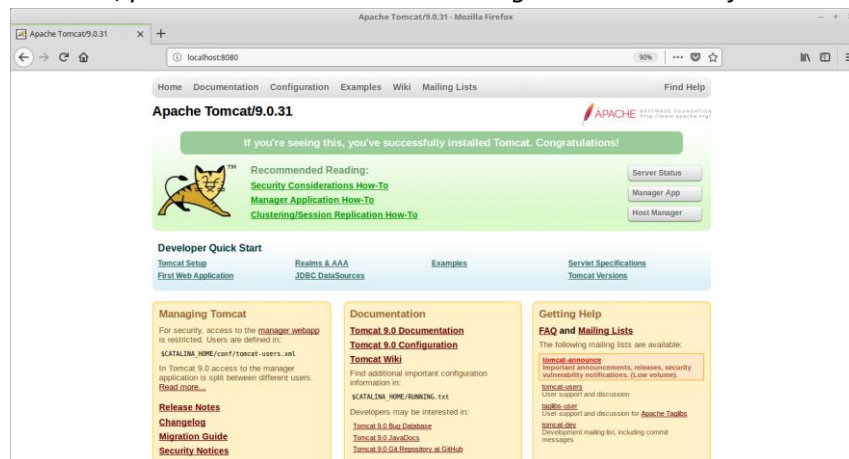 Apache Tomcat/9.0.31 - Mozilla Firefox
Apache Tomcat/9.0.31 x +
localhost:8080
90%
Home Documentation Configuration Examples Wiki Mailing Lists Find Help
Apache Tomcat/9.0.31
APACHE SOFTWARE FOUNDATION
http://www.apache.org/
If you're seeing this, you've successfully installed Tomcat. Congratulations!
TM
Recommended Reading:
Security Considerations How-To
Manager Application How-To
Clustering/Session Replication How-To
Server Status
Manager App
Host Manager
Developer Quick Start
Tomcat Setup
First Web Application
Realms & AAA
JDBC DataSources
Examples
Servlet Specifications
Tomcat Versions
Managing Tomcat
For security, access to the manager webapp
is restricted. Users are defined in:
$CATALINA_HOME/conf/tomcat-users.xml
In Tomcat 9.0 access to the manager
application is split between different users.
Read more...
Release Notes
Changelog
Migration Guide
Security Notices
Documentation
Tomcat 9.0 Documentation
Tomcat 9.0 Configuration
Tomcat Wiki
Find additional important configuration
information in:
$CATALINA_HOME/RUNNING.txt
Developers may be interested in:
Tomcat 9.0 Bug Database
Tomcat 9.0 JavaDocs
Tomcat 9.0 Git Repository at GitHub
Getting Help
FAQ and Mailing Lists
The following mailing lists are available:
tomcat-announce
Important announcements, releases, security
vulnerability notifications. (Low volume).
tomcat-users
User support and discussion
taglibs-user
User support and discussion for Apache Taglibs
tomcat-dev
Development mailing list, including commit
messages